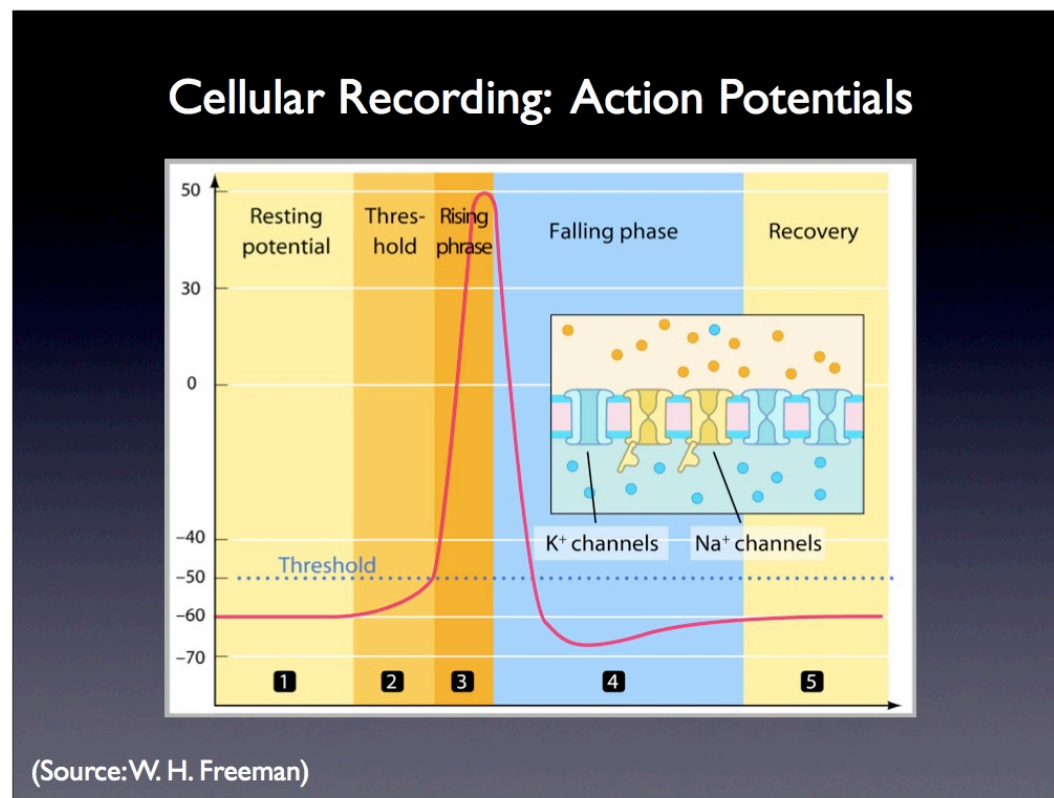 Cellular Recording: Action Potentials
50
30
0
–40
–50
–60
–70
Resting
potential
Thres-
hold
Rising
phrase
Falling phase
Recovery
K⁺ channels
Na⁺ channels
Threshold
1
2
3
4
5
(Source:W. H. Freeman)